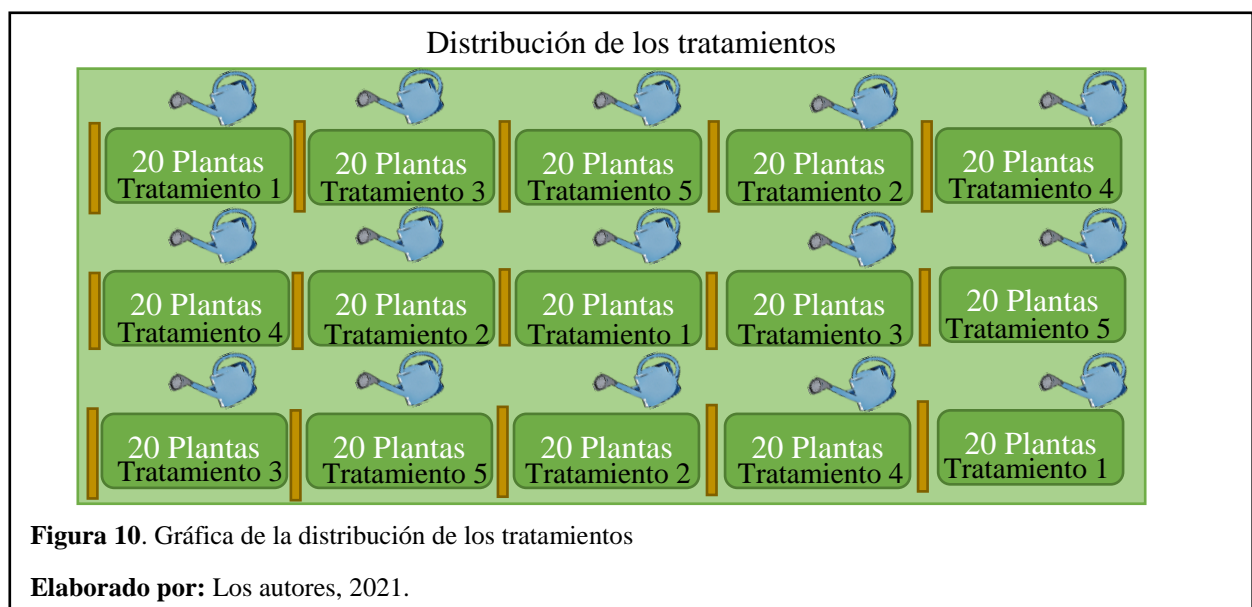 Distribución de los tratamientos
20 Plantas
Tratamiento 1
20 Plantas
Tratamiento 3
20 Plantas
Tratamiento 5
20 Plantas
Tratamiento 2
20 Plantas
Tratamiento 4
20 Plantas
Tratamiento 4
20 Plantas
Tratamiento 2
20 Plantas
Tratamiento 1
20 Plantas
Tratamiento 3
20 Plantas
Tratamiento 5
20 Plantas
Tratamiento 3
20 Plantas
Tratamiento 5
20 Plantas
Tratamiento 2
20 Plantas
Tratamiento 4
20 Plantas
Tratamiento 1
Figura 10. Gráfica de la distribución de los tratamientos
Elaborado por: Los autores, 2021.